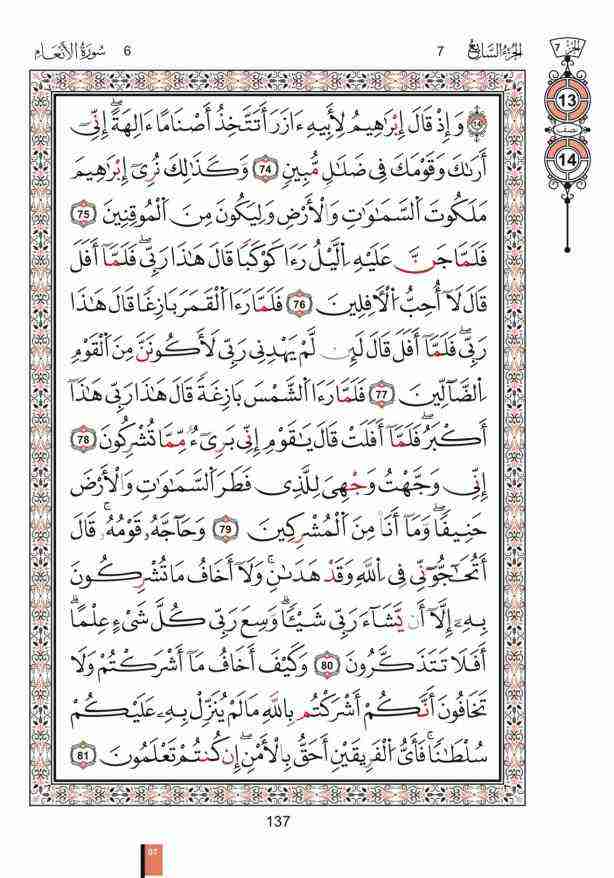 الجُزْءُ السَّابِعُ 7
6 سُورَةُ الأَنْعَامِ
الجزء 7
13
نصف
14
وَإِذْ قَالَ إِبْرَٰهِيمُ لِأَبِيهِ ءَازَرَ أَتَتَّخِذُ أَصْنَامًا ءَالِهَةً ۖ إِنِّىٓ
أَرَىٰكَ وَقَوْمَكَ فِى ضَلَٰلٍ مُّبِينٍ 74 وَكَذَٰلِكَ نُرِىٓ إِبْرَٰهِيمَ
مَلَكُوتَ ٱلسَّمَٰوَٰتِ وَٱلْأَرْضِ وَلِيَكُونَ مِنَ ٱلْمُوقِنِينَ 75
فَلَمَّا جَنَّ عَلَيْهِ ٱلَّيْلُ رَءَا كَوْكَبًا قَالَ هَٰذَا رَبِّى ۖ فَلَمَّآ أَفَلَ
قَالَ لَآ أُحِبُّ ٱلْءَافِلِينَ 76 فَلَمَّا رَءَا ٱلْقَمَرَ بَازِغًا قَالَ هَٰذَا
رَبِّى ۖ فَلَمَّآ أَفَلَ قَالَ لَئِن لَّمْ يَهْدِنِى رَبِّى لَأَكُونَنَّ مِنَ ٱلْقَوْمِ
ٱلضَّآلِّينَ 77 فَلَمَّا رَءَا ٱلشَّمْسَ بَازِغَةً قَالَ هَٰذَا رَبِّى هَٰذَآ
أَكْبَرُ ۖ فَلَمَّآ أَفَلَتْ قَالَ يَٰقَوْمِ إِنِّى بَرِىٓءٌ مِّمَّا تُشْرِكُونَ 78
إِنِّى وَجَّهْتُ وَجْهِىَ لِلَّذِى فَطَرَ ٱلسَّمَٰوَٰتِ وَٱلْأَرْضَ
حَنِيفًا ۖ وَمَآ أَنَا۠ مِنَ ٱلْمُشْرِكِينَ 79 وَحَآجَّهُۥ قَوْمُهُۥ ۚ قَالَ
أَتُحَٰٓجُّوٓنِّى فِى ٱللَّهِ وَقَدْ هَدَىٰنِ ۚ وَلَآ أَخَافُ مَا تُشْرِكُونَ
بِهِۦٓ إِلَّآ أَن يَشَآءَ رَبِّى شَيْـًٔا ۗ وَسِعَ رَبِّى كُلَّ شَىْءٍ عِلْمًا ۗ
أَفَلَا تَتَذَكَّرُونَ 80 وَكَيْفَ أَخَافُ مَآ أَشْرَكْتُمْ وَلَا
تَخَافُونَ أَنَّكُمْ أَشْرَكْتُم بِٱللَّهِ مَا لَمْ يُنَزِّلْ بِهِۦ عَلَيْكُمْ
سُلْطَٰنًا ۚ فَأَىُّ ٱلْفَرِيقَيْنِ أَحَقُّ بِٱلْأَمْنِ ۖ إِن كُنتُمْ تَعْلَمُونَ 81
137
07